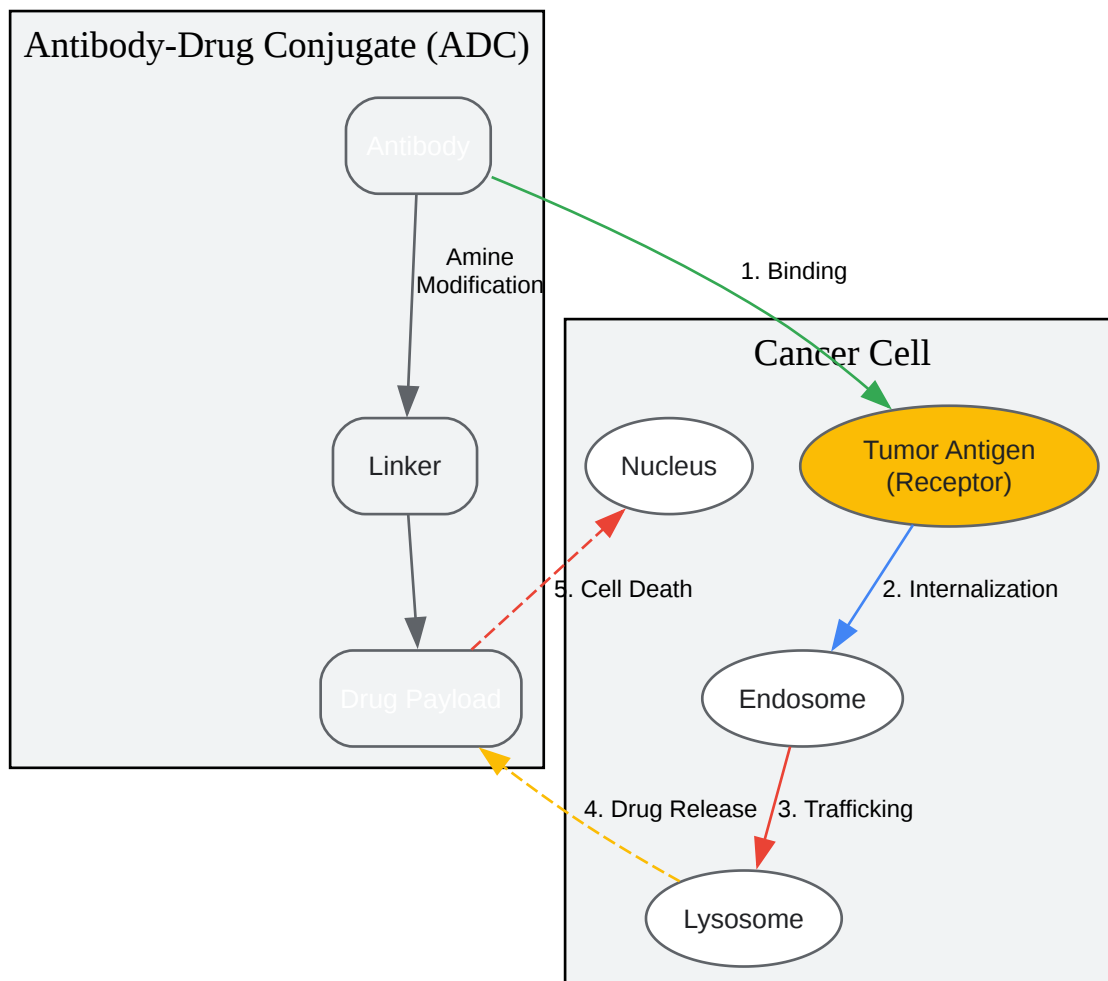 Antibody-Drug Conjugate (ADC)
Antibody
Amine
Modification
1. Binding
Cancer Cell
Linker
Nucleus
Tumor Antigen
(Receptor)
5. Cell Death
2. Internalization
Drug Payload
Endosome
4. Drug Release
3. Trafficking
Lysosome